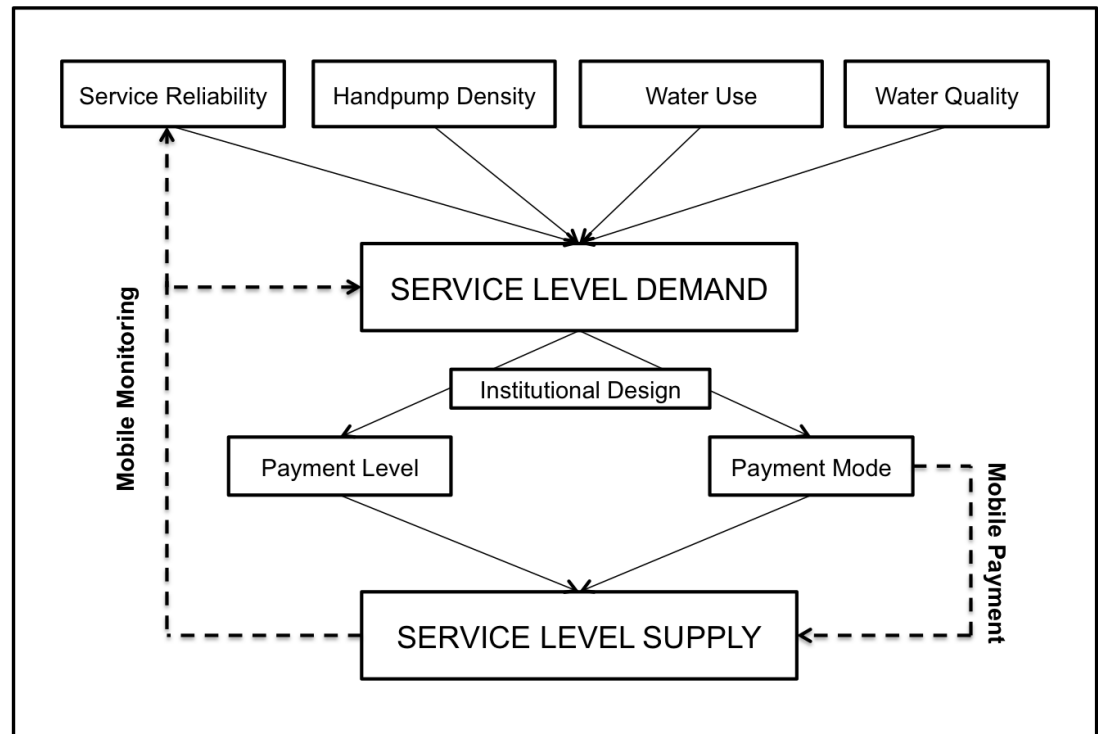 Service Reliability
Handpump Density
Water Use
Water Quality
SERVICE LEVEL DEMAND
Mobile Monitoring
Institutional Design
Payment Level
Payment Mode
Mobile Payment
SERVICE LEVEL SUPPLY